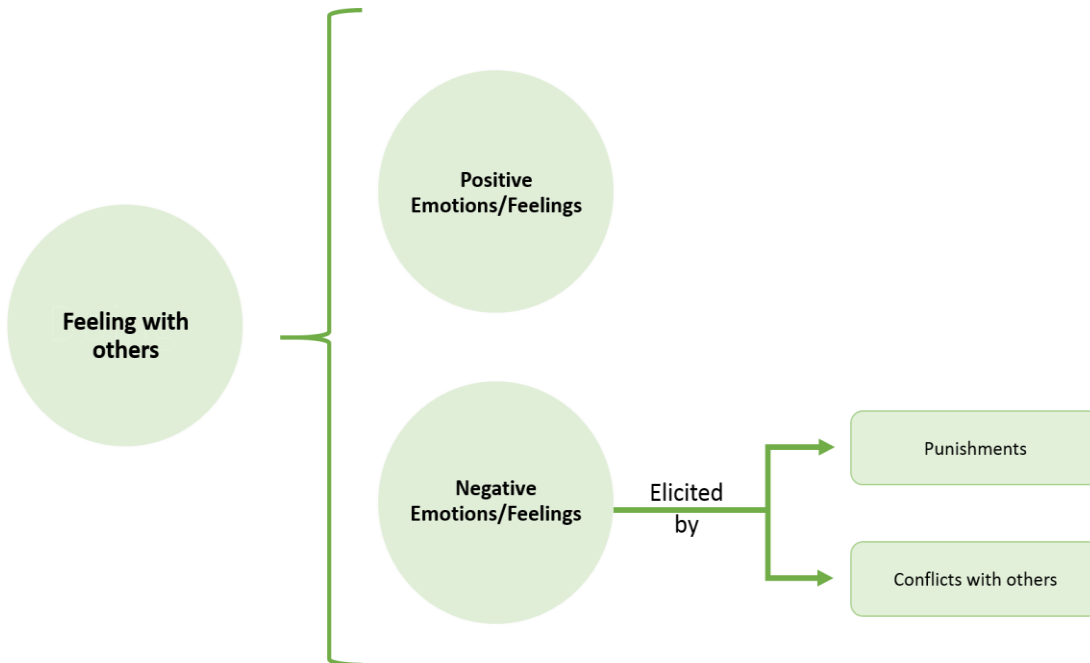 Positive
Emotions/Feelings
Feeling with
others
Negative
Emotions/Feelings
Elicited
by
Punishments
Conflicts with others